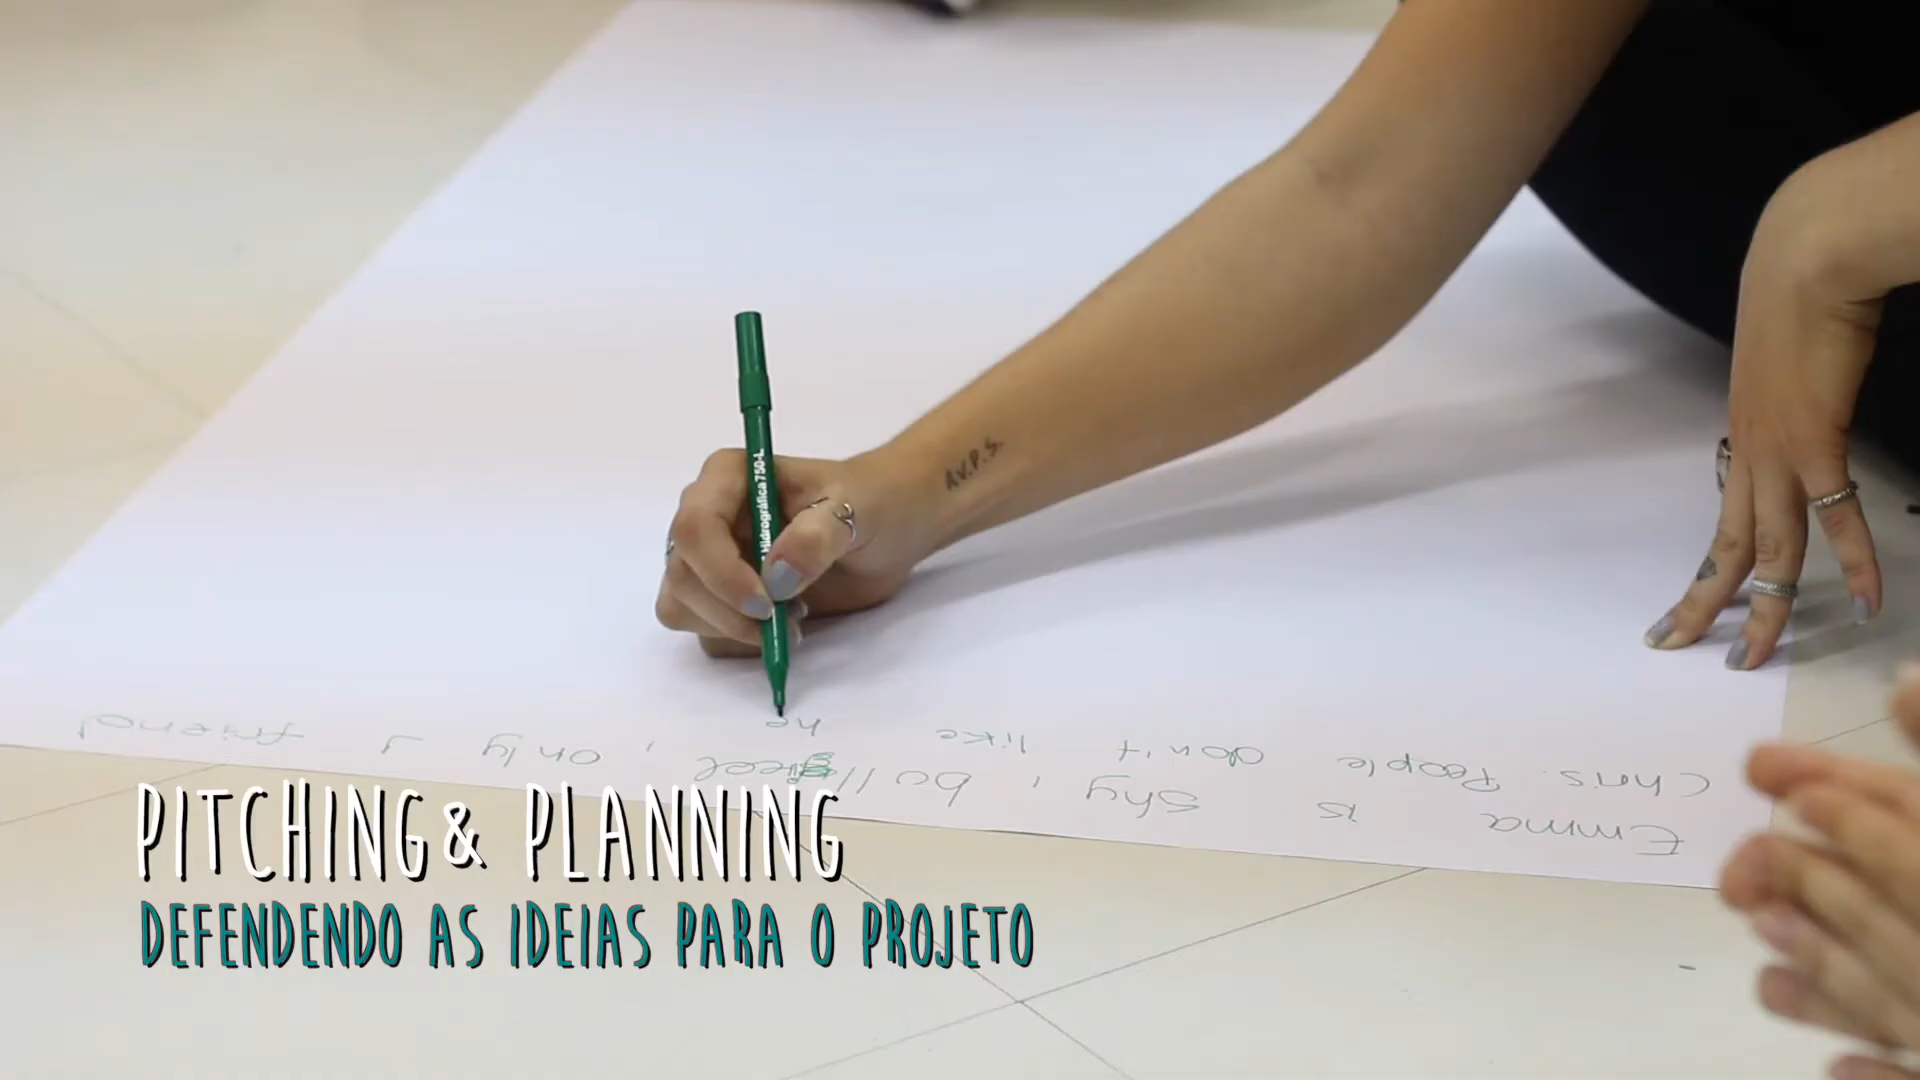 Emma is shy, bullied, only 1 friend
Chris. People don't like he
A.V.P.S.
Hidrográfica 750-L
PITCHING & PLANNING
DEFENDENDO AS IDEIAS PARA O PROJETO